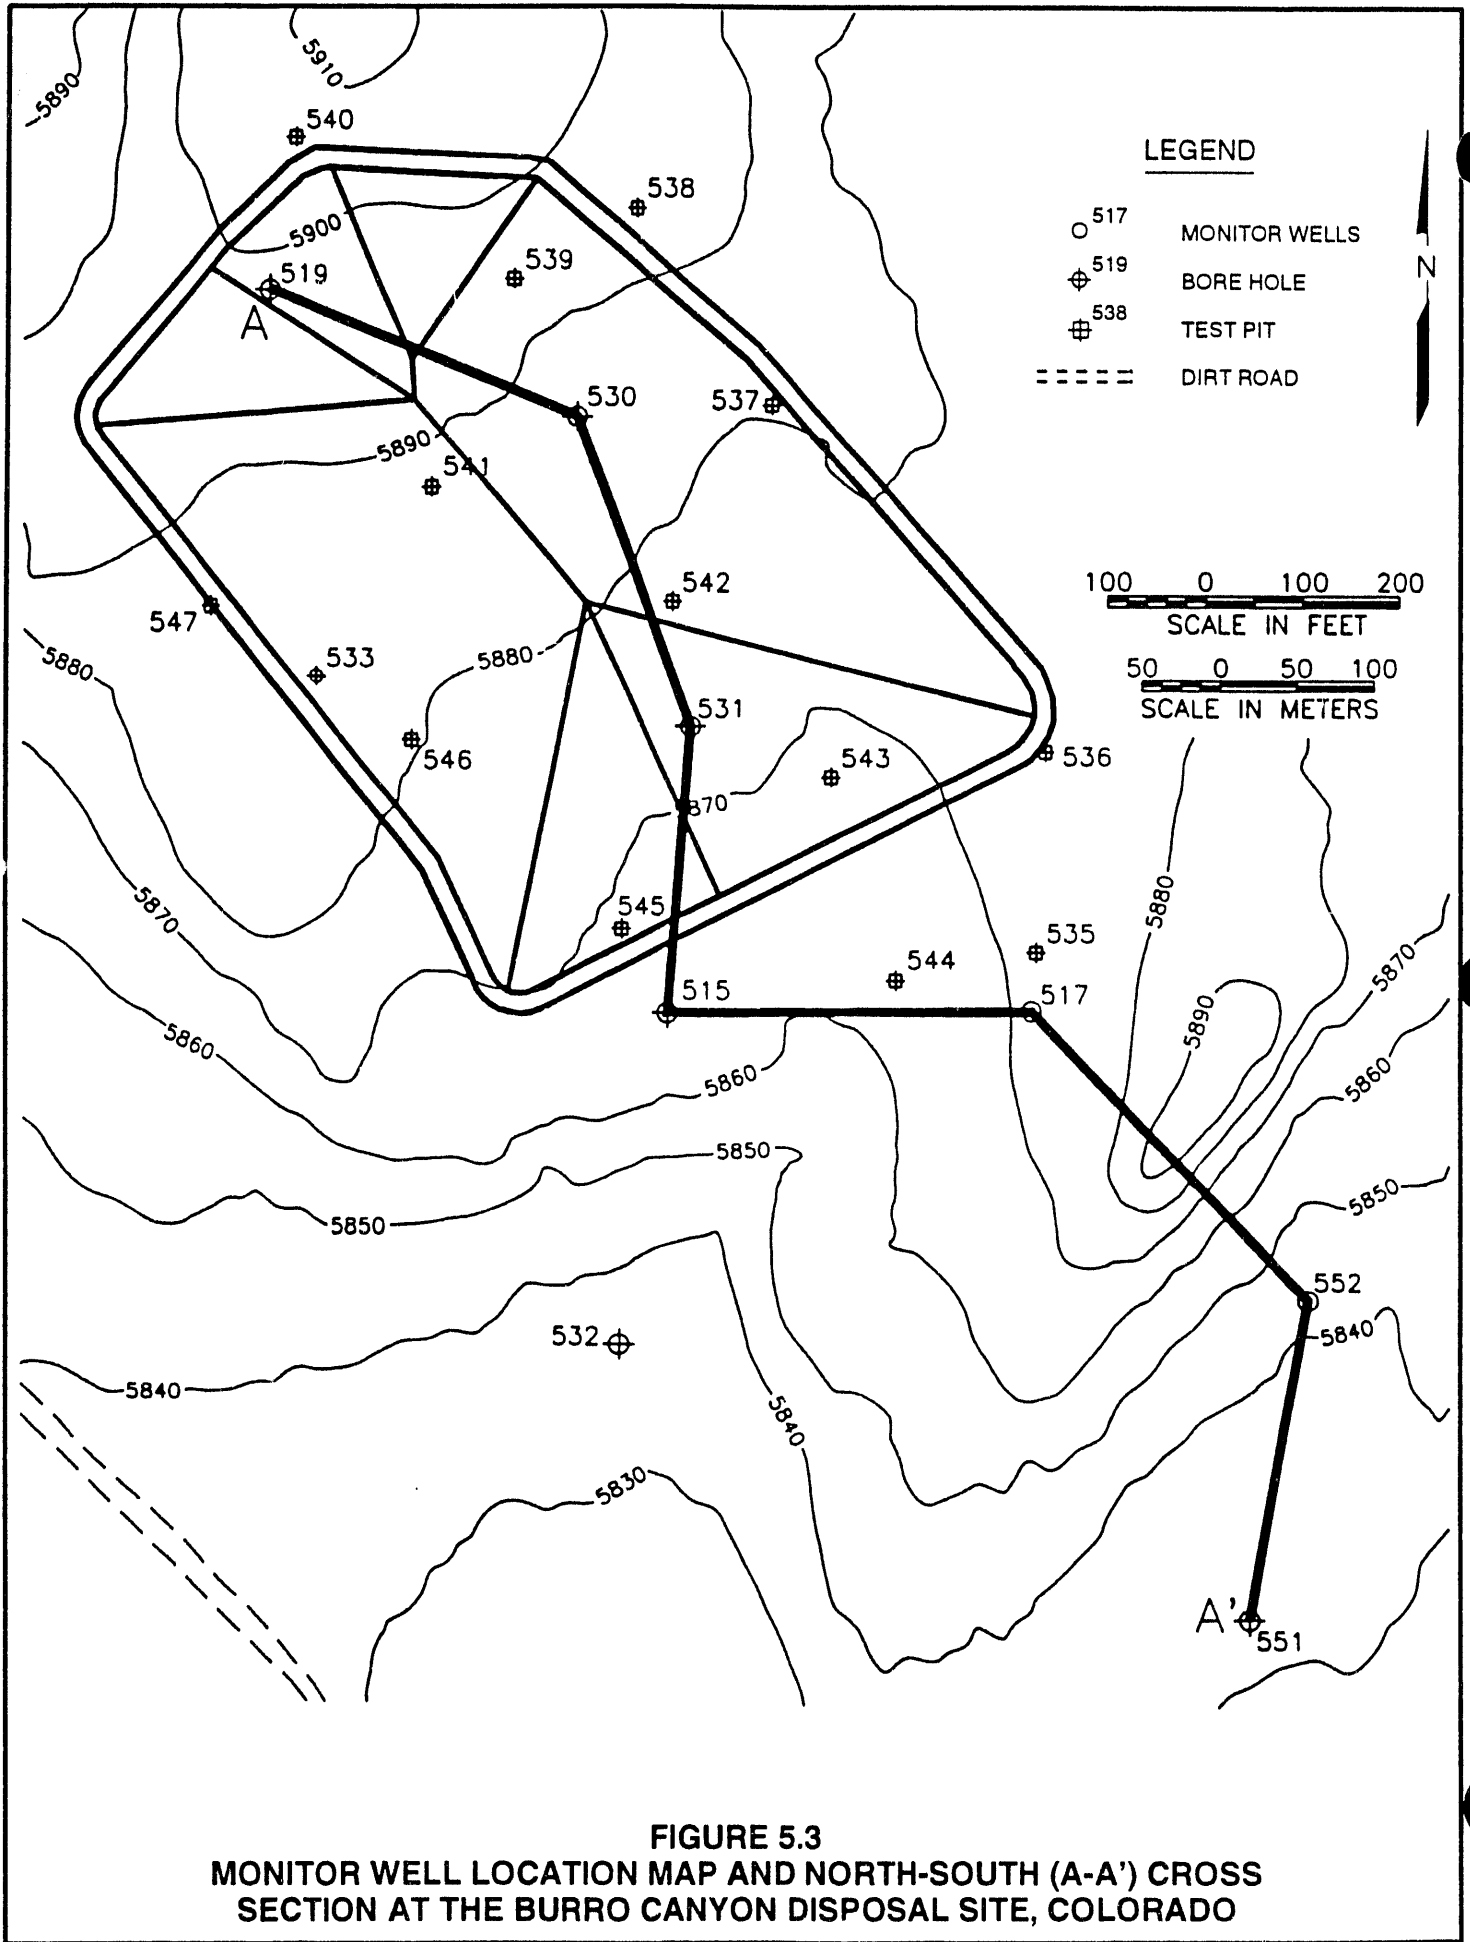 5910
5890
540
538
5900
539
519
A
530
537
5890
541
542
547
533
5880
5880
531
546
543
536
870
545
5870
535
544
515
517
5880
5890
5870
5860
5860
5860
5850
5850
5850
552
5840
532
5840
5840
5830
A'
551
LEGEND
517 MONITOR WELLS
519 BORE HOLE
538 TEST PIT
DIRT ROAD
N
100 0 100 200
SCALE IN FEET
50 0 50 100
SCALE IN METERS
FIGURE 5.3
MONITOR WELL LOCATION MAP AND NORTH-SOUTH (A-A') CROSS
SECTION AT THE BURRO CANYON DISPOSAL SITE, COLORADO